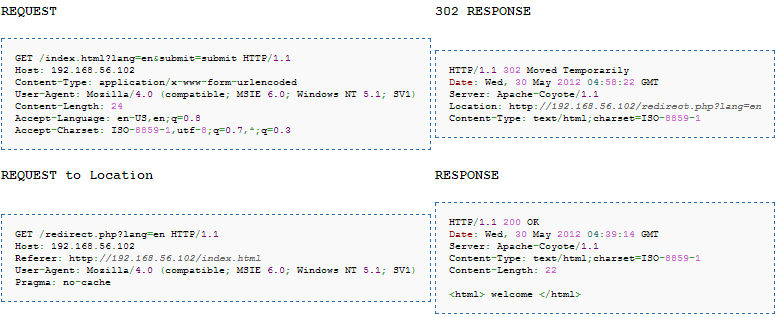 REQUEST
GET /index.html?lang=en&submit=submit HTTP/1.1
Host: 192.168.56.102
Content-Type: application/x-www-form-urlencoded
User-Agent: Mozilla/4.0 (compatible; MSIE 6.0; Windows NT 5.1; SV1)
Content-Length: 24
Accept-Language: en-US,en;q=0.8
Accept-Charset: ISO-8859-1,utf-8;q=0.7,*;q=0.3
302 RESPONSE
HTTP/1.1 302 Moved Temporarily
Date: Wed, 30 May 2012 04:58:22 GMT
Server: Apache-Coyote/1.1
Location: http://192.168.56.102/redirect.php?lang=en
Content-Type: text/html;charset=ISO-8859-1
REQUEST to Location
GET /redirect.php?lang=en HTTP/1.1
Host: 192.168.56.102
Referer: http://192.168.56.102/index.html
User-Agent: Mozilla/4.0 (compatible; MSIE 6.0; Windows NT 5.1; SV1)
Pragma: no-cache
RESPONSE
HTTP/1.1 200 OK
Date: Wed, 30 May 2012 04:39:14 GMT
Server: Apache-Coyote/1.1
Content-Type: text/html;charset=ISO-8859-1
Content-Length: 22
<html> welcome </html>